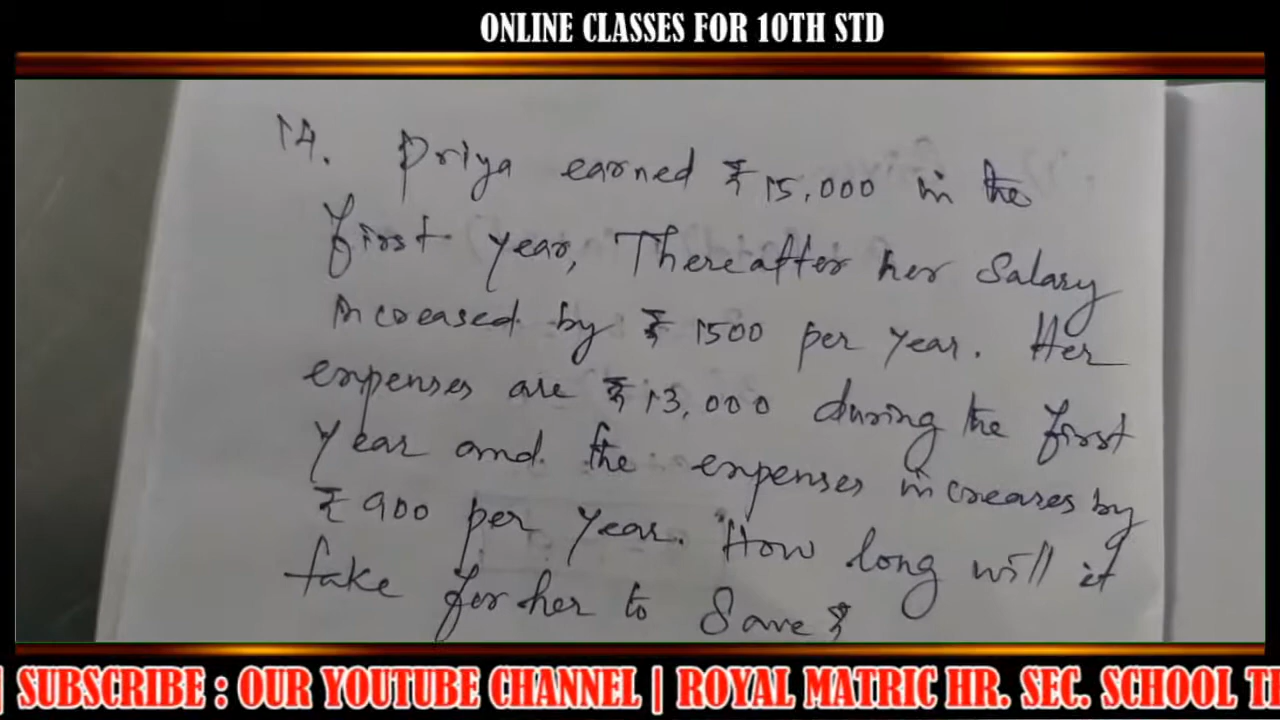 ONLINE CLASSES FOR 10TH STD
14. Priya earned ₹ 15,000 in the
first year, Thereafter her Salary
increased by ₹ 1500 per year. Her
expenses are ₹ 13,000 during the first
year and the expenses increases by
₹ 900 per year. How long will it
take for her to Save ₹
| SUBSCRIBE : OUR YOUTUBE CHANNEL | ROYAL MATRIC HR. SEC. SCHOOL